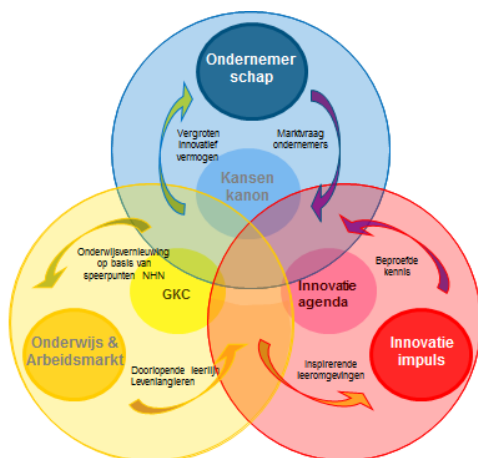 Ondernemer
schap
Vergroten
Innovatief
vermogen
Marktvraag
ondernemers
Kansen
kanon
Onderwijsvernieuwing
op basis van
speerpunten NHN
Beproefde
kennis
GKC
Innovatie
agenda
Onderwijs &
Arbeidsmarkt
Innovatie
impuls
Doorlopende leerlijn
Levenlangleren
Inspirerende
leeromgevingen